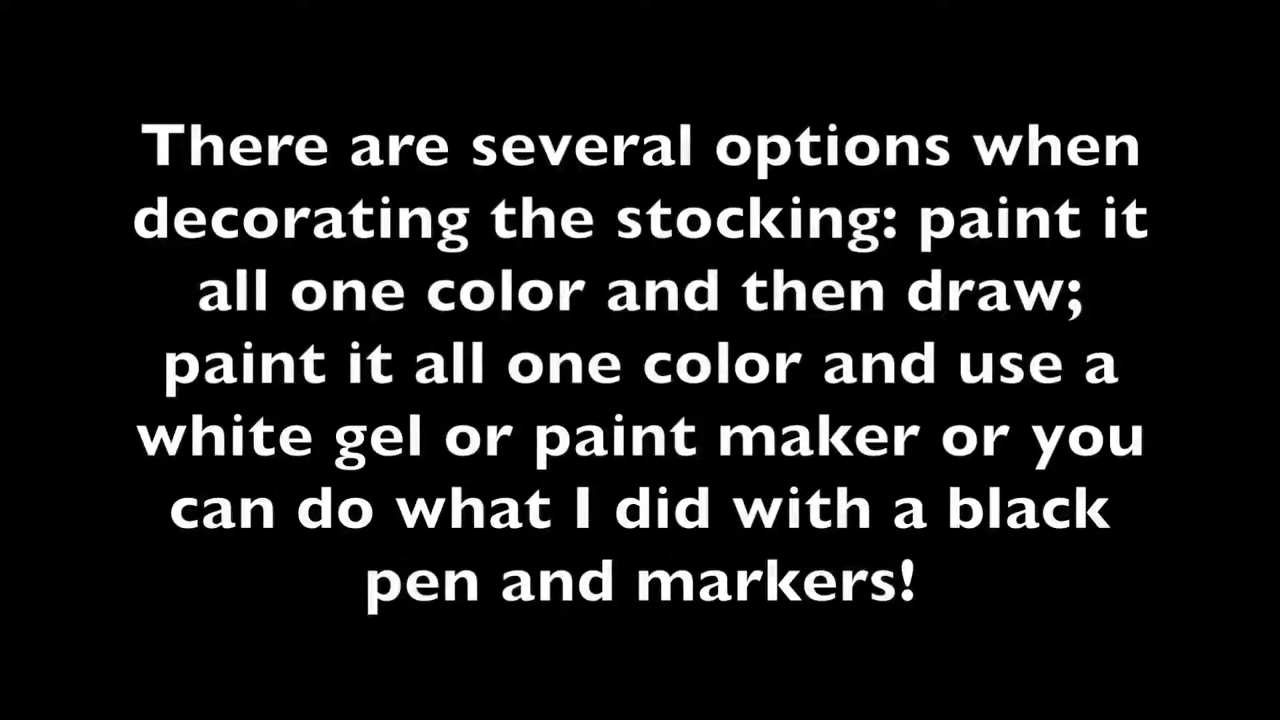 There are several options when
decorating the stocking: paint it
all one color and then draw;
paint it all one color and use a
white gel or paint maker or you
can do what I did with a black
pen and markers!